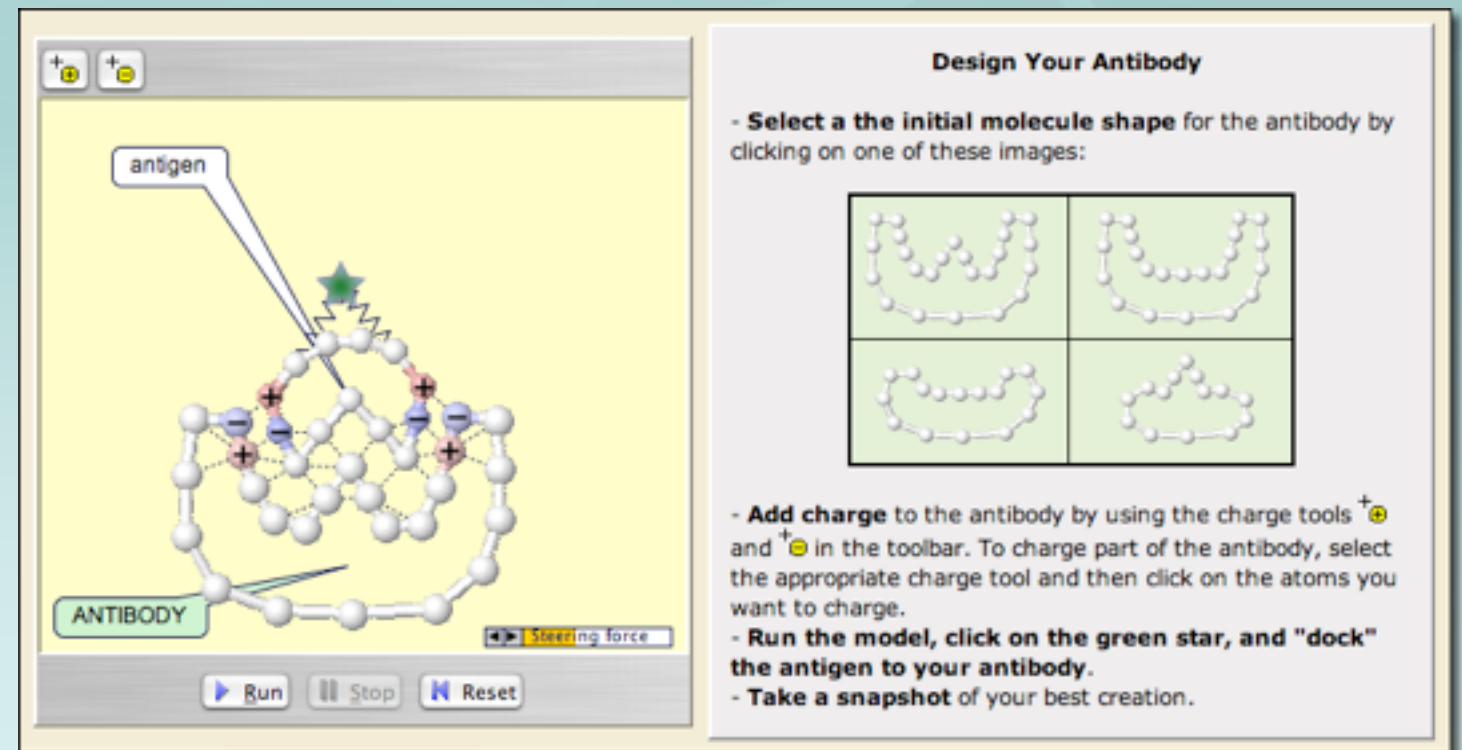 antigen
ANTIBODY
Steering force
Run
Stop
Reset
Design Your Antibody
- Select a the initial molecule shape for the antibody by
clicking on one of these images:
- Add charge to the antibody by using the charge tools
and in the toolbar. To charge part of the antibody, select
the appropriate charge tool and then click on the atoms you
want to charge.
- Run the model, click on the green star, and "dock"
the antigen to your antibody.
- Take a snapshot of your best creation.